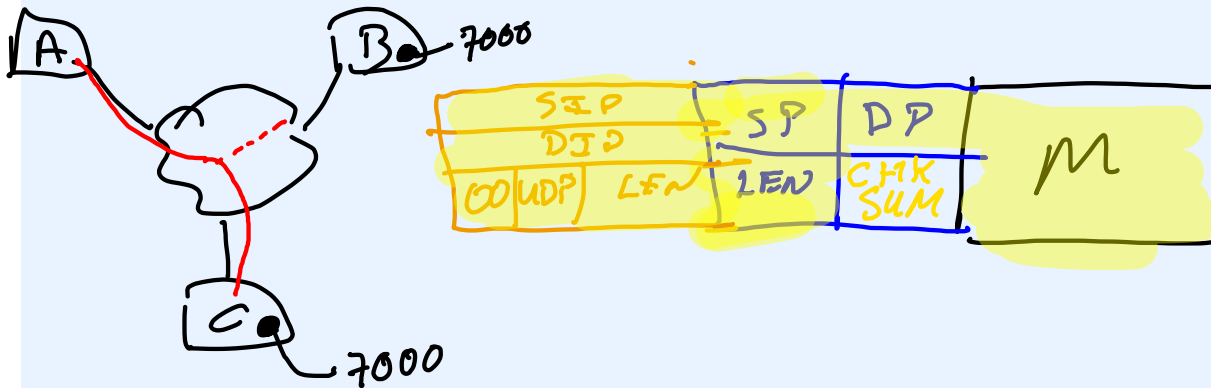 A
B
7000
C
7000
SIP
DIP
00 UDP LEN
SP DP
LEN CHK
SUM
M